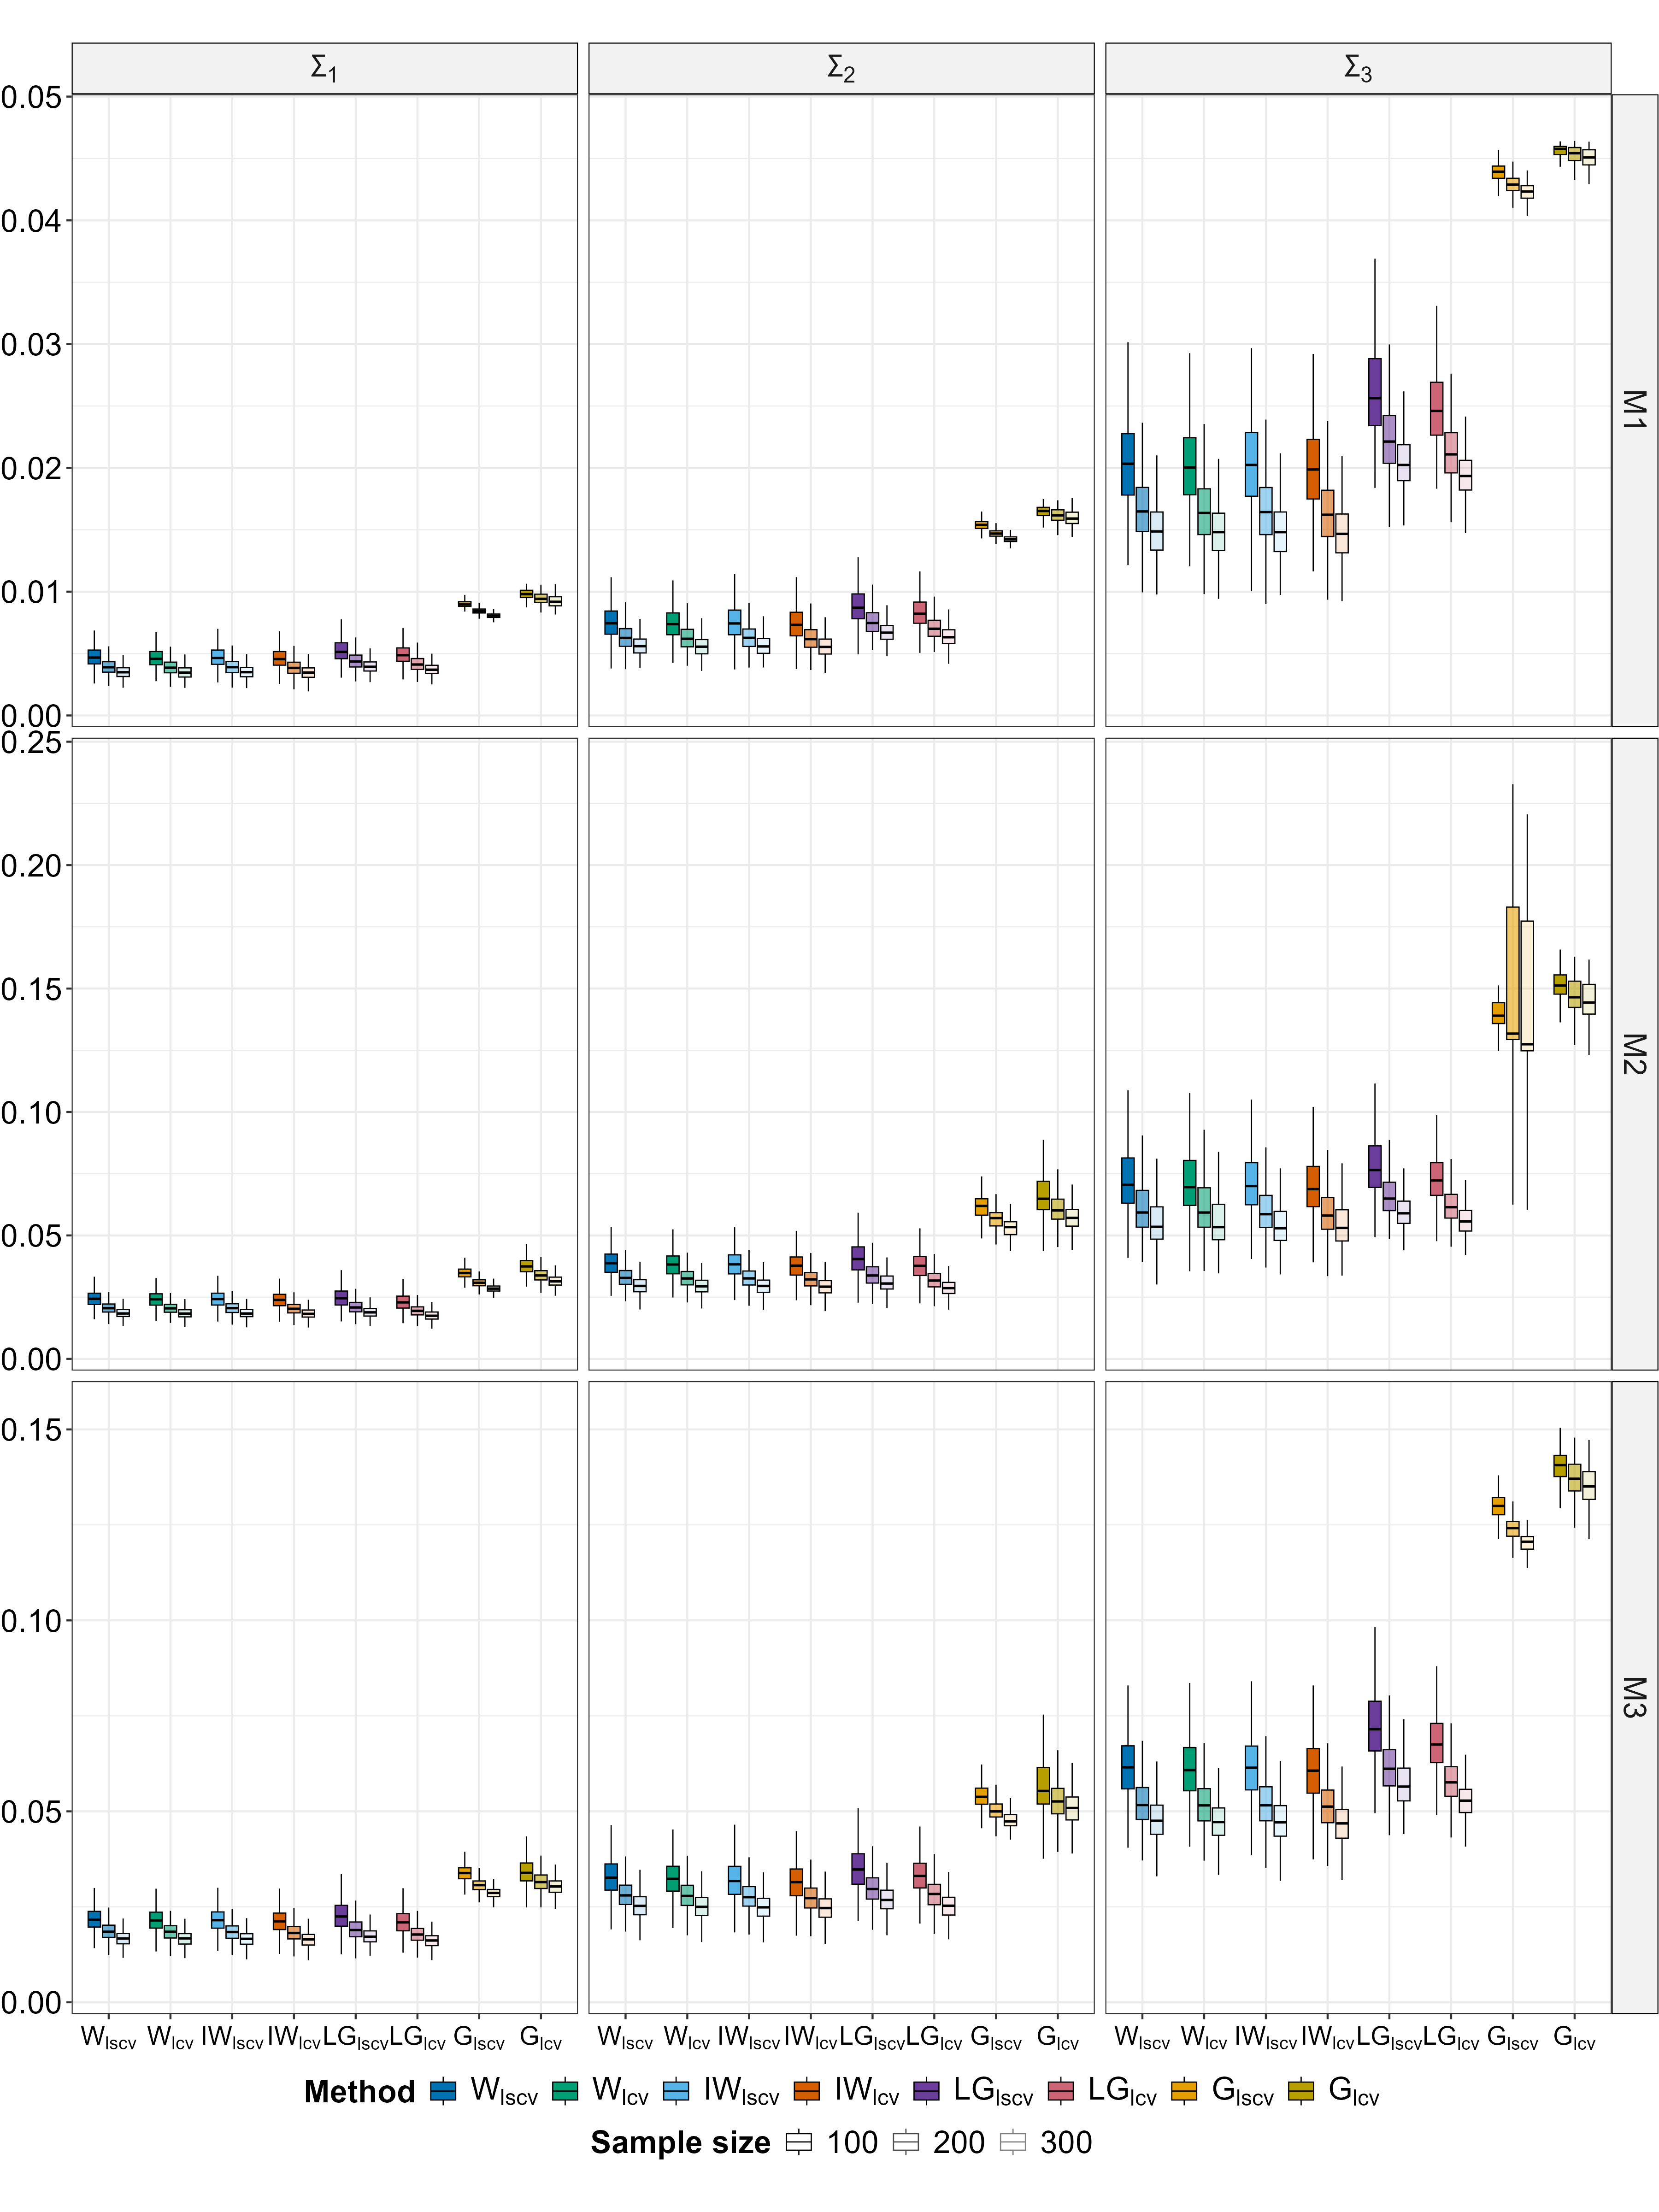 Σ1 Σ2 Σ3
0.05
0.04
0.03
0.02
0.01
0.00
M1
0.25
0.20
0.15
0.10
0.05
0.00
M2
0.15
0.10
0.05
0.00
M3
Wlscv Wlcv IWlscv IWlcv LGlscv LGlcv Glscv Glcv Wlscv Wlcv IWlscv IWlcv LGlscv LGlcv Glscv Glcv Wlscv Wlcv IWlscv IWlcv LGlscv LGlcv Glscv Glcv
Method Wlscv Wlcv IWlscv IWlcv LGlscv LGlcv Glscv Glcv
Sample size 100 200 300